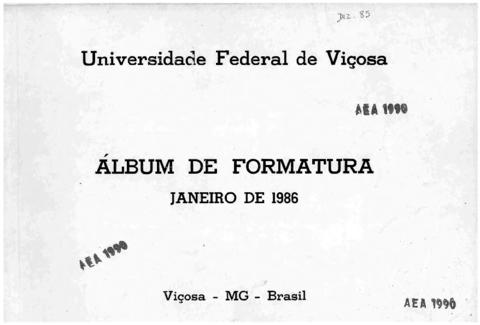 Dez. 85
Universidade Federal de Viçosa
AEA 1990
ÁLBUM DE FORMATURA
JANEIRO DE 1986
AEA 1990
Viçosa - MG - Brasil
AEA 1990